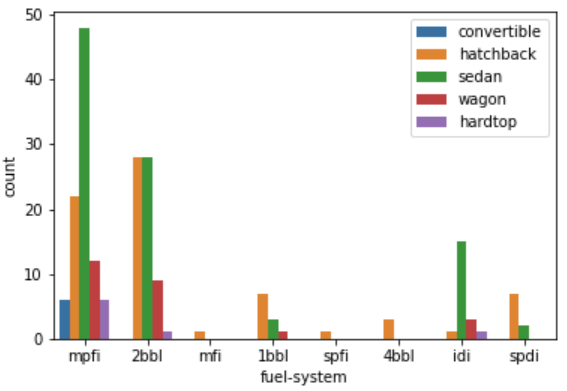 50
40
30
20
10
0
count
convertible
hatchback
sedan
wagon
hardtop
mpfi 2bbl mfi 1bbl spfi 4bbl idi spdi
fuel-system